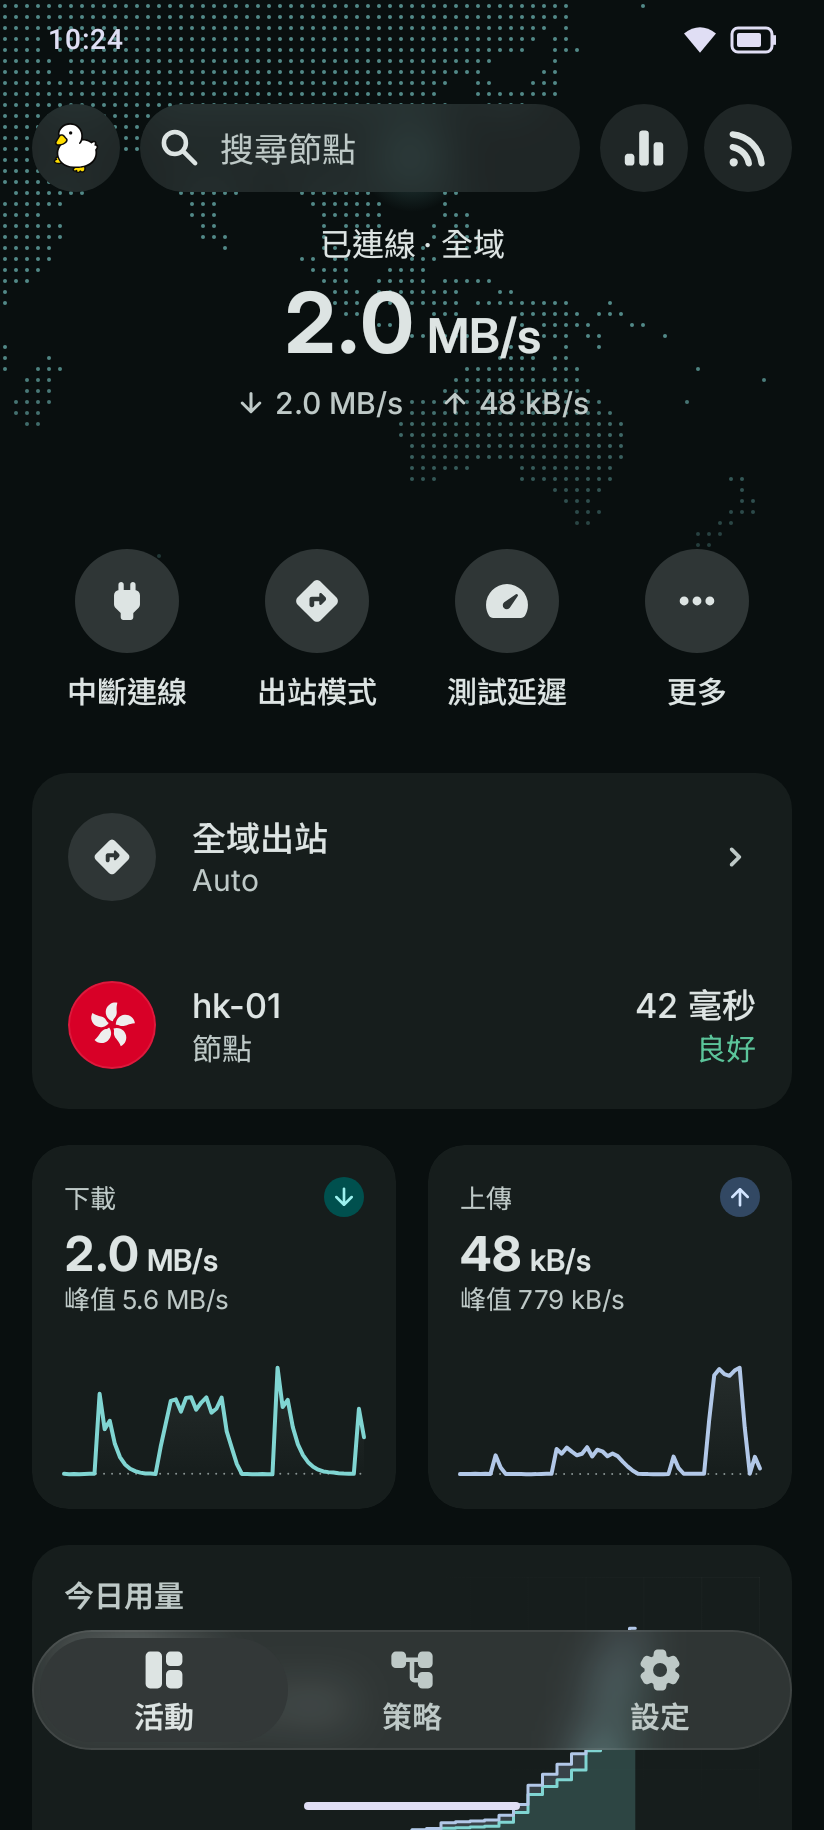 10:24
搜尋節點
已連線 · 全域
2.0 MB/s
↓ 2.0 MB/s ↑ 48 kB/s
中斷連線 出站模式 測試延遲 更多
全域出站
Auto
hk-01
節點
42 毫秒
良好
下載
2.0 MB/s
峰值 5.6 MB/s
上傳
48 kB/s
峰值 779 kB/s
今日用量
活動 策略 設定